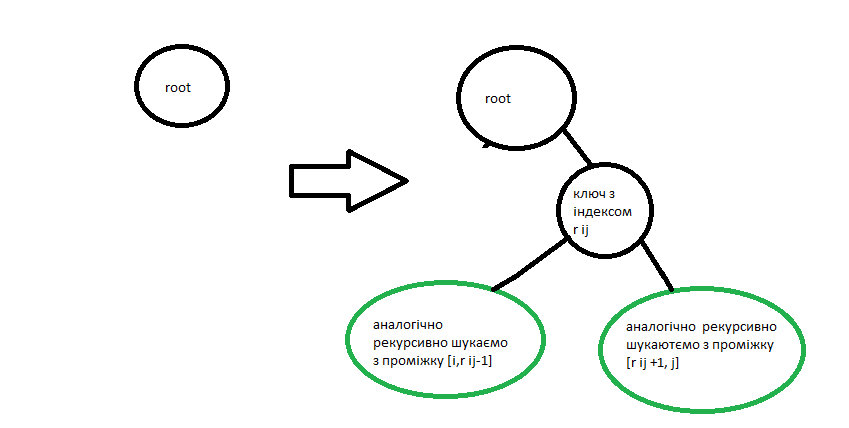 root
root
ключ з
індексом
r ij
аналогічно
рекурсивно шукаємо
з проміжку [i,r ij-1]
аналогічно  рекурсивно
шукаютємо з проміжку
[r ij +1, j]